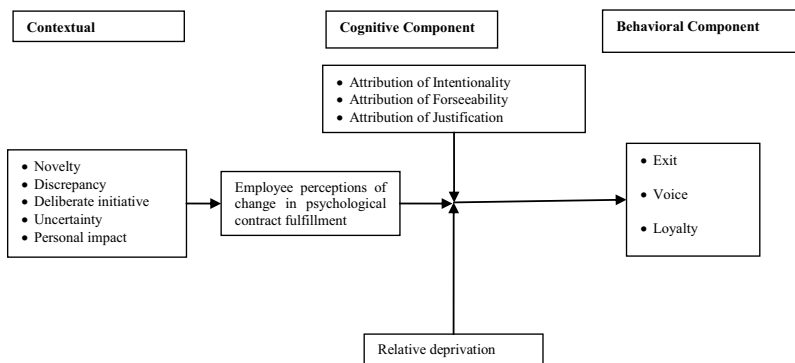 Contextual
Cognitive Component
Behavioral Component
• Attribution of Intentionality
• Attribution of Forseeability
• Attribution of Justification
• Novelty
• Discrepancy
• Deliberate initiative
• Uncertainty
• Personal impact
Employee perceptions of
change in psychological
contract fulfillment
• Exit
• Voice
• Loyalty
Relative deprivation